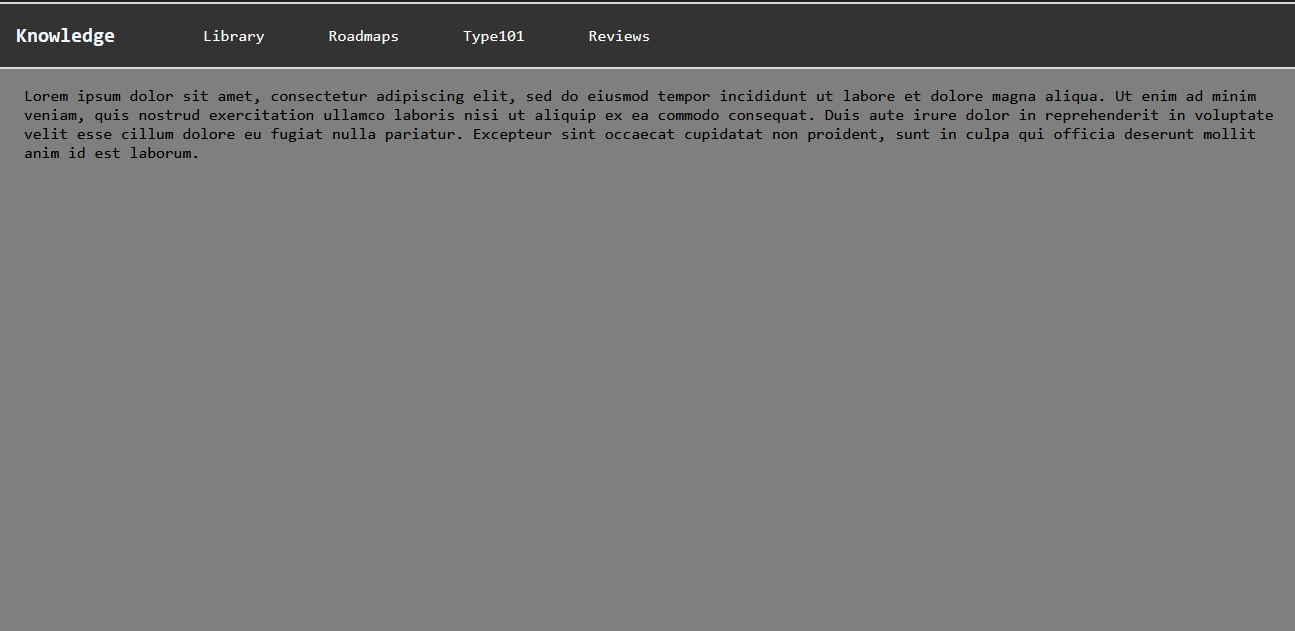 Knowledge Library Roadmaps Type101 Reviews
Lorem ipsum dolor sit amet, consectetur adipiscing elit, sed do eiusmod tempor incididunt ut labore et dolore magna aliqua. Ut enim ad minim
veniam, quis nostrud exercitation ullamco laboris nisi ut aliquip ex ea commodo consequat. Duis aute irure dolor in reprehenderit in voluptate
velit esse cillum dolore eu fugiat nulla pariatur. Excepteur sint occaecat cupidatat non proident, sunt in culpa qui officia deserunt mollit
anim id est laborum.